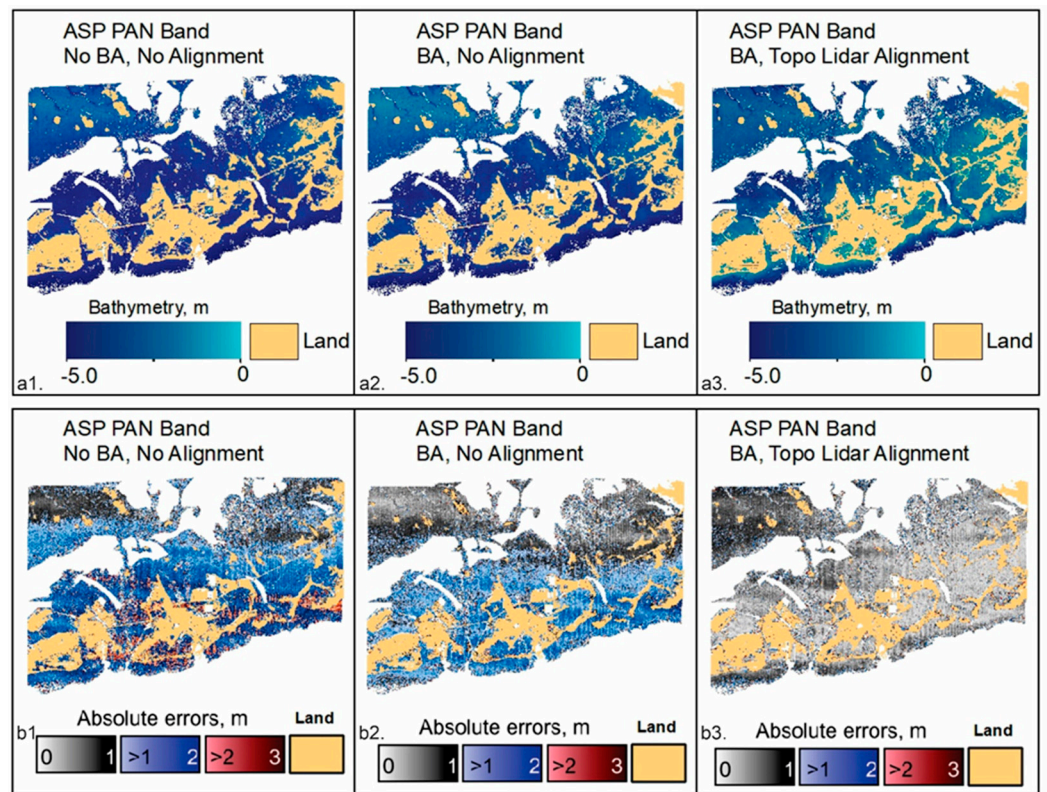 ASP PAN Band
No BA, No Alignment
Bathymetry, m
Land
-5.0 0
a1.
ASP PAN Band
BA, No Alignment
Bathymetry, m
Land
-5.0 0
a2.
ASP PAN Band
BA, Topo Lidar Alignment
Bathymetry, m
Land
-5.0 0
a3.
ASP PAN Band
No BA, No Alignment
Absolute errors, m Land
b1
0 1 >1 2 >2 3
ASP PAN Band
BA, No Alignment
Absolute errors, m Land
b2.
0 1 >1 2 >2 3
ASP PAN Band
BA, Topo Lidar Alignment
Absolute errors, m Land
b3.
0 1 >1 2 >2 3